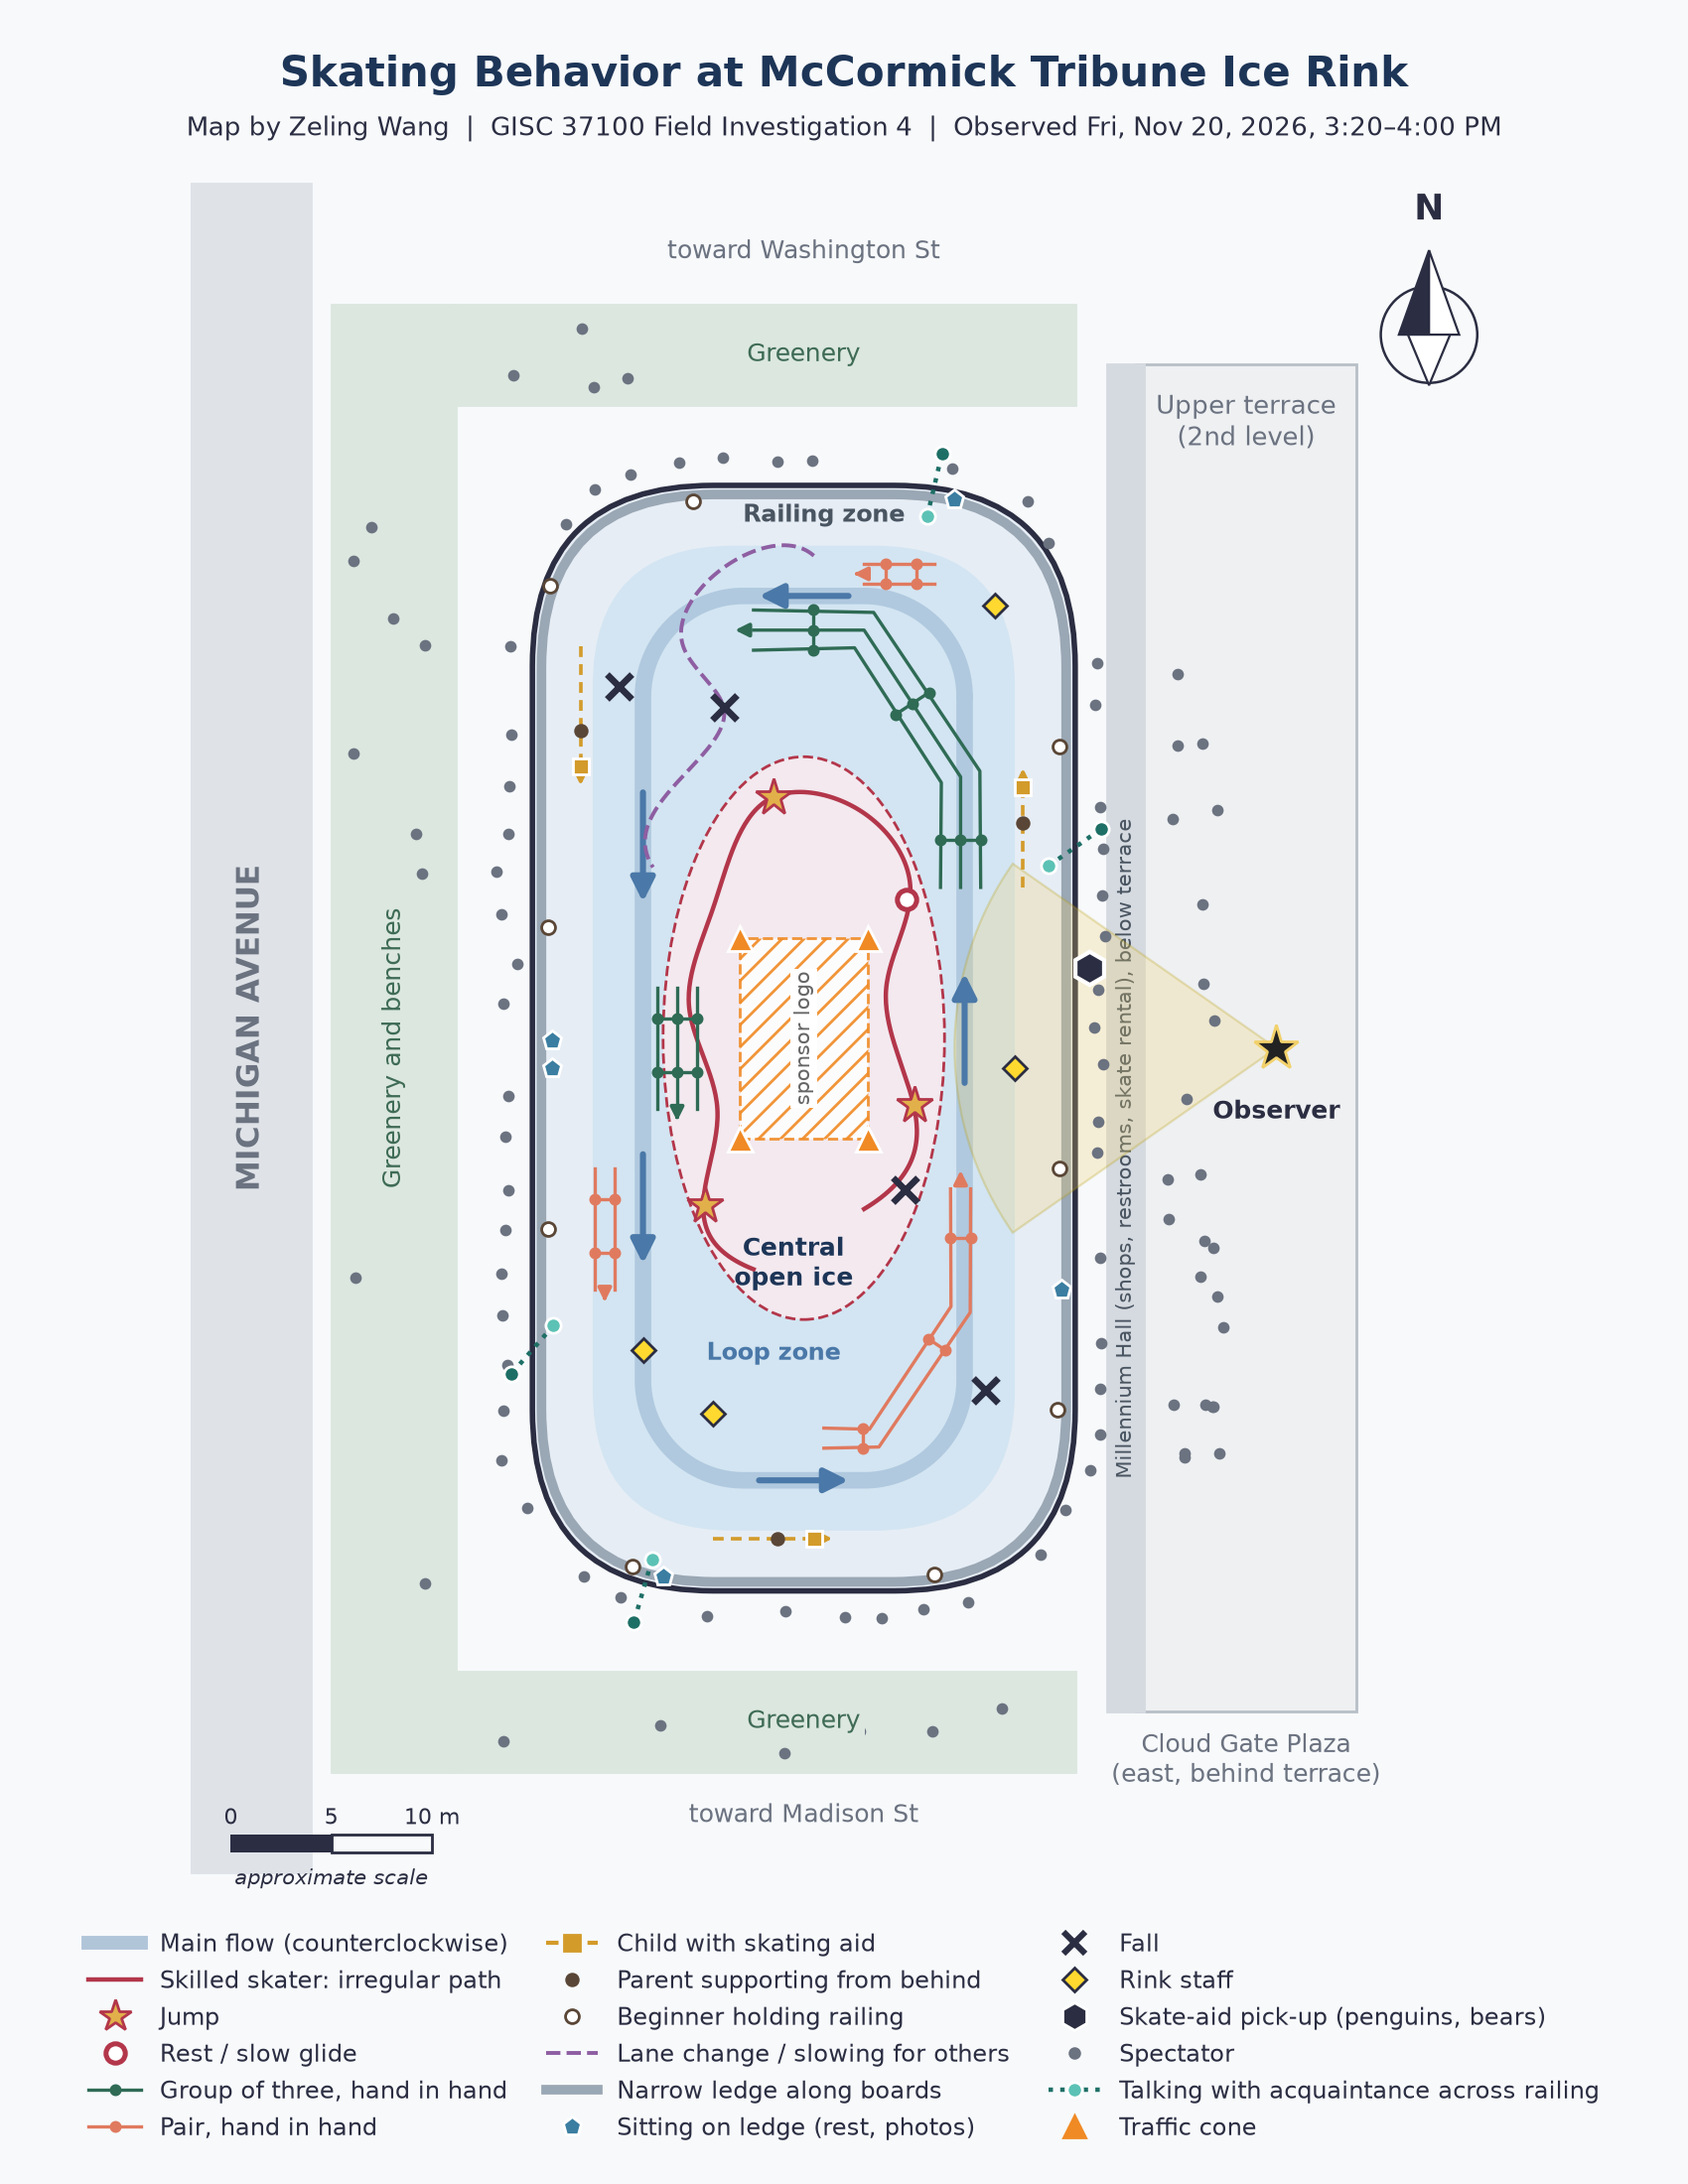 Skating Behavior at McCormick Tribune Ice Rink
Map by Zeling Wang | GISC 37100 Field Investigation 4 | Observed Fri, Nov 20, 2026, 3:20–4:00 PM
N
toward Washington St
Greenery
Upper terrace
(2nd level)
Railing zone
MICHIGAN AVENUE
Greenery and benches
sponsor logo
Millennium Hall (shops, restrooms, skate rental), below terrace
Observer
Central
open ice
Loop zone
Greenery
Cloud Gate Plaza
(east, behind terrace)
toward Madison St
0 5 10 m
approximate scale
Main flow (counterclockwise)
Skilled skater: irregular path
Jump
Rest / slow glide
Group of three, hand in hand
Pair, hand in hand
Child with skating aid
Parent supporting from behind
Beginner holding railing
Lane change / slowing for others
Narrow ledge along boards
Sitting on ledge (rest, photos)
Fall
Rink staff
Skate-aid pick-up (penguins, bears)
Spectator
Talking with acquaintance across railing
Traffic cone